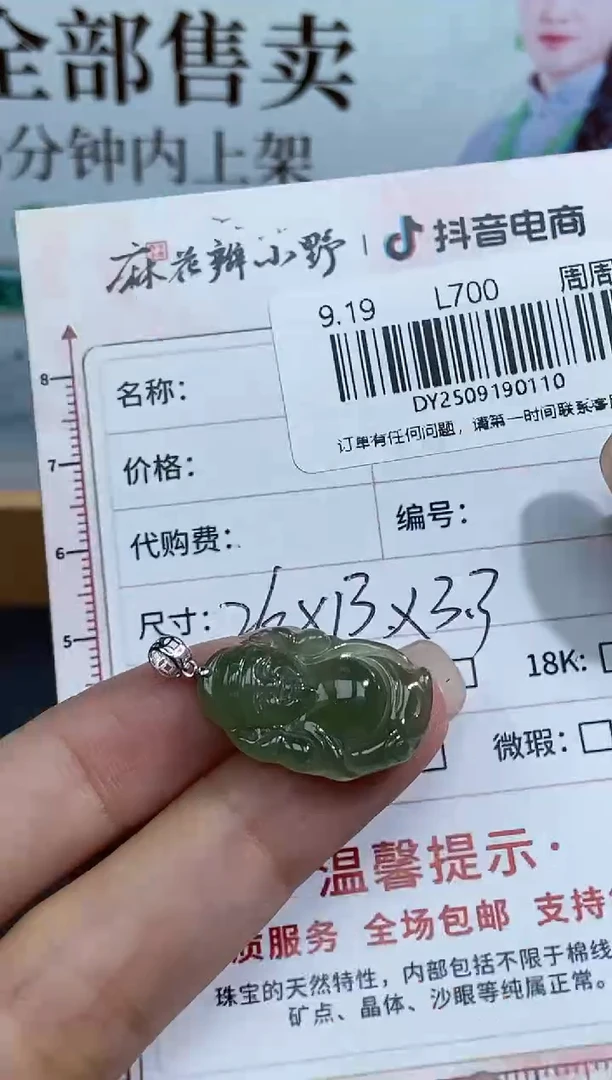 全部售卖
分钟内上架
麻花辫小野 | 抖音电商
9.19 L700 周周
DY2509190110
订单有任何问题，请第一时间联系客服
名称：
价格：
代购费：
编号：
尺寸：26×13×3.3
18K：
微瑕：
8
7
6
5
温馨提示·
质服务 全场包邮 支持
珠宝的天然特性，内部包括不限于棉线
矿点、晶体、沙眼等纯属正常。